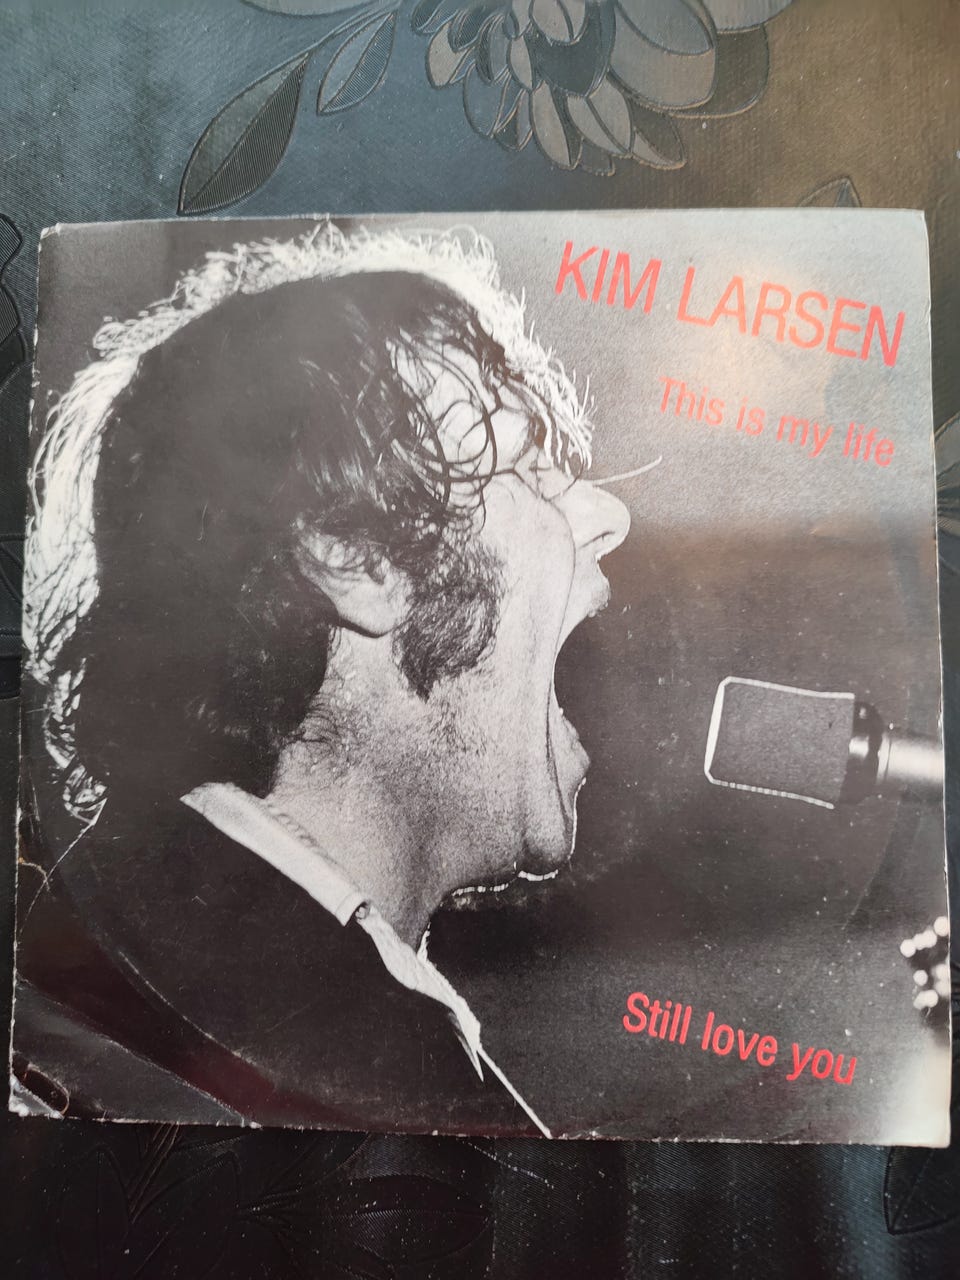 KIM LARSEN
This is my life
Still love you